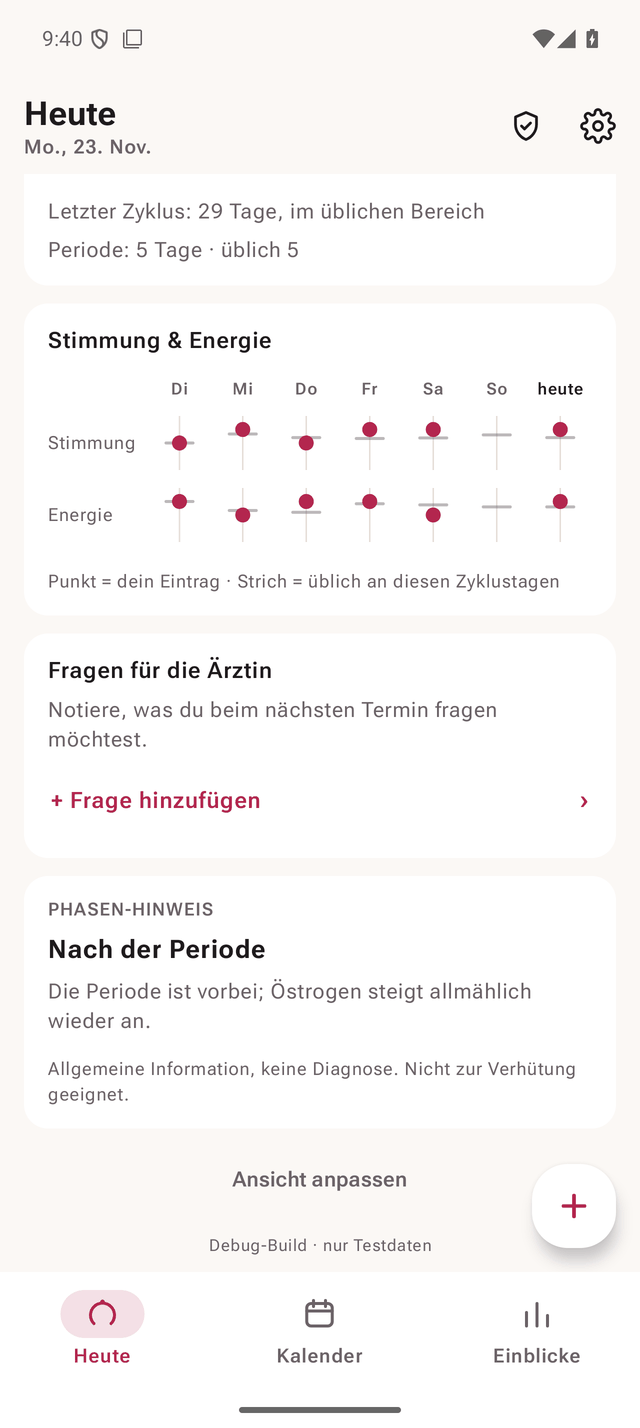 9:40
Heute
Mo., 23. Nov.
Letzter Zyklus: 29 Tage, im üblichen Bereich
Periode: 5 Tage · üblich 5
Stimmung & Energie
Di Mi Do Fr Sa So heute
Stimmung
Energie
Punkt = dein Eintrag · Strich = üblich an diesen Zyklustagen
Fragen für die Ärztin
Notiere, was du beim nächsten Termin fragen
möchtest.
+ Frage hinzufügen ›
PHASEN-HINWEIS
Nach der Periode
Die Periode ist vorbei; Östrogen steigt allmählich
wieder an.
Allgemeine Information, keine Diagnose. Nicht zur Verhütung
geeignet.
Ansicht anpassen
Debug-Build · nur Testdaten
Heute Kalender Einblicke